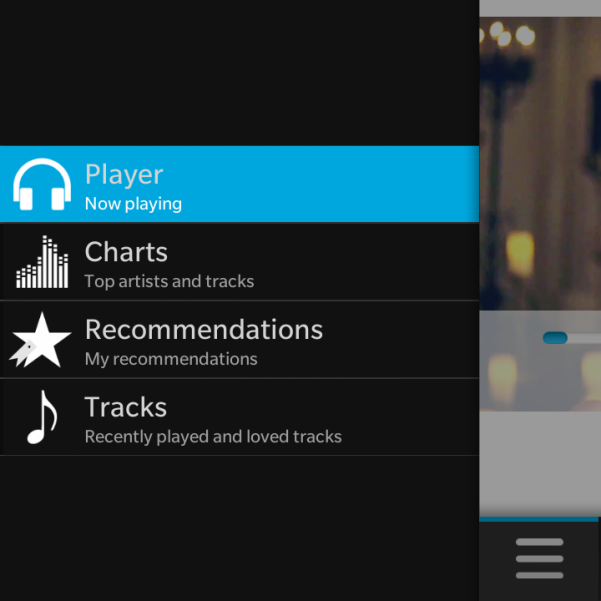 Player
Now playing
Charts
Top artists and tracks
Recommendations
My recommendations
Tracks
Recently played and loved tracks